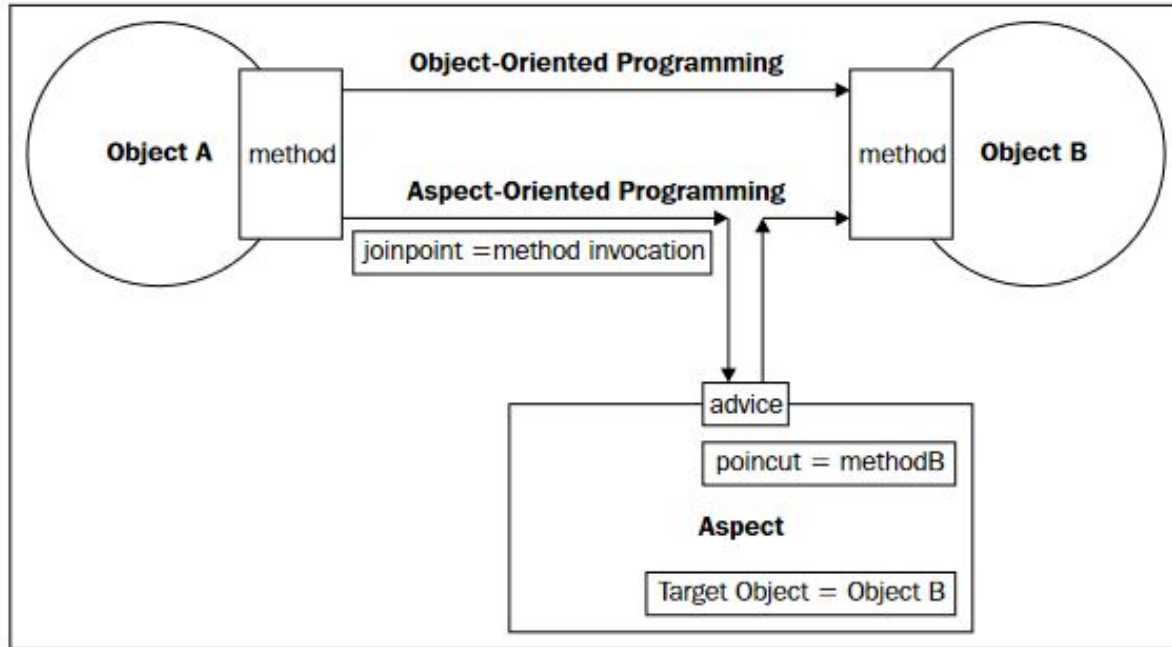 Object-Oriented Programming
Object A
method
method
Object B
Aspect-Oriented Programming
joinpoint =method invocation
advice
poincut = methodB
Aspect
Target Object = Object B